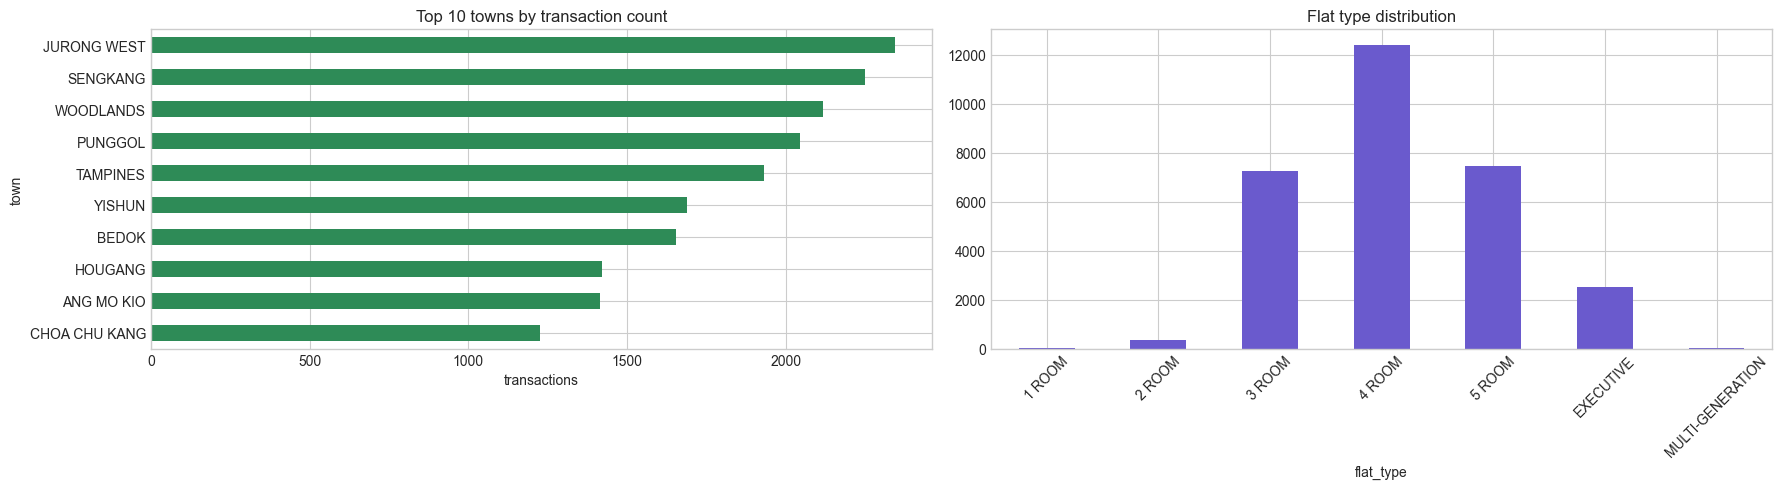 Top 10 towns by transaction count
town
JURONG WEST
SENGKANG
WOODLANDS
PUNGGOL
TAMPINES
YISHUN
BEDOK
HOUGANG
ANG MO KIO
CHOA CHU KANG
0 500 1000 1500 2000
transactions
Flat type distribution
12000
10000
8000
6000
4000
2000
0
1 ROOM
2 ROOM
3 ROOM
4 ROOM
5 ROOM
EXECUTIVE
MULTI-GENERATION
flat_type